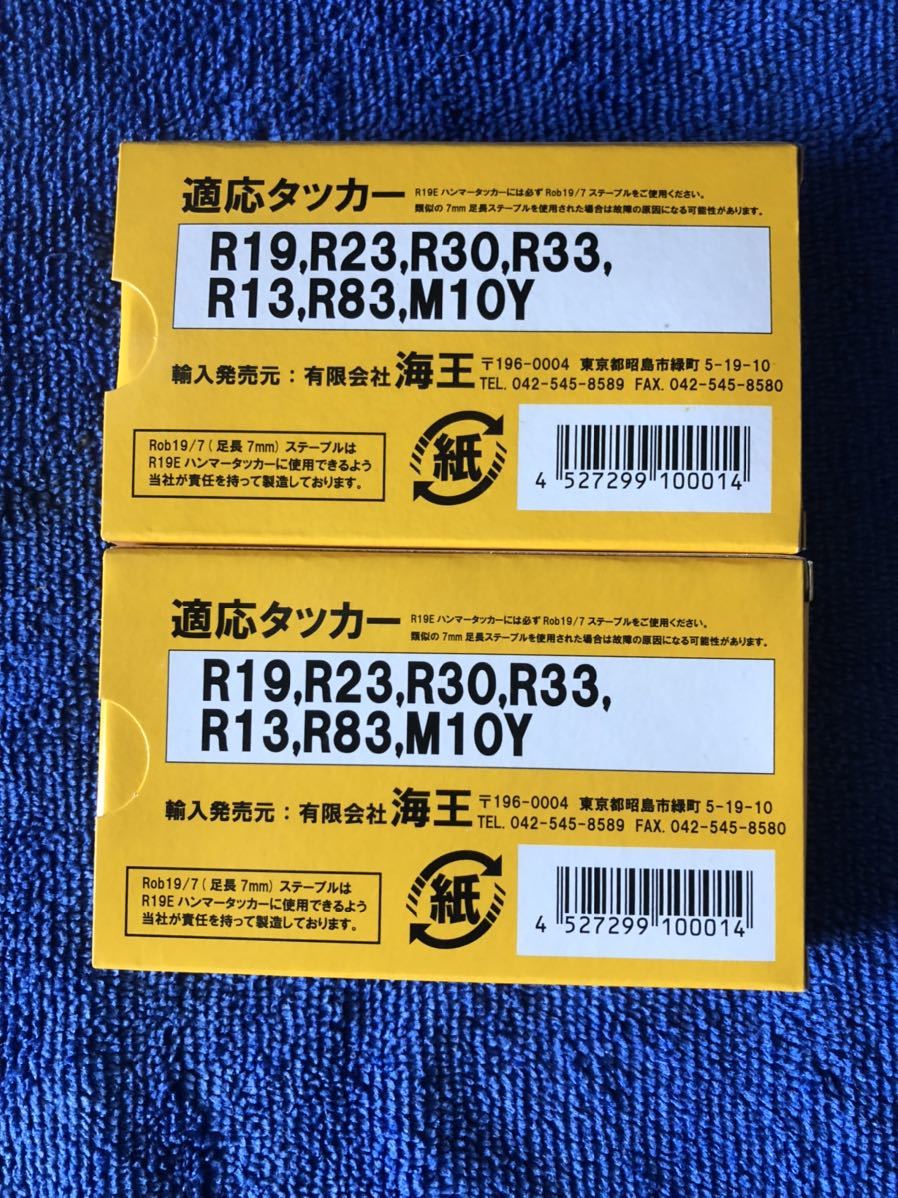 適応タッカー
R19E ハンマータッカーには必ず Rob19/7 ステープルをご使用ください。
類似の 7mm 足長ステープルを使用された場合は故障の原因になる可能性があります。
R19,R23,R30,R33,
R13,R83,M10Y
輸入発売元:有限会社 海王 〒196-0004 東京都昭島市緑町 5-19-10
TEL. 042-545-8589 FAX. 042-545-8580
Rob19/7(足長 7mm) ステープルは
R19E ハンマータッカーに使用できるよう
当社が責任を持って製造しております。
紙
4 527299 100014
適応タッカー
R19E ハンマータッカーには必ず Rob19/7 ステープルをご使用ください。
類似の 7mm 足長ステープルを使用された場合は故障の原因になる可能性があります。
R19,R23,R30,R33,
R13,R83,M10Y
輸入発売元:有限会社 海王 〒196-0004 東京都昭島市緑町 5-19-10
TEL. 042-545-8589 FAX. 042-545-8580
Rob19/7(足長 7mm) ステープルは
R19E ハンマータッカーに使用できるよう
当社が責任を持って製造しております。
紙
4 527299 100014